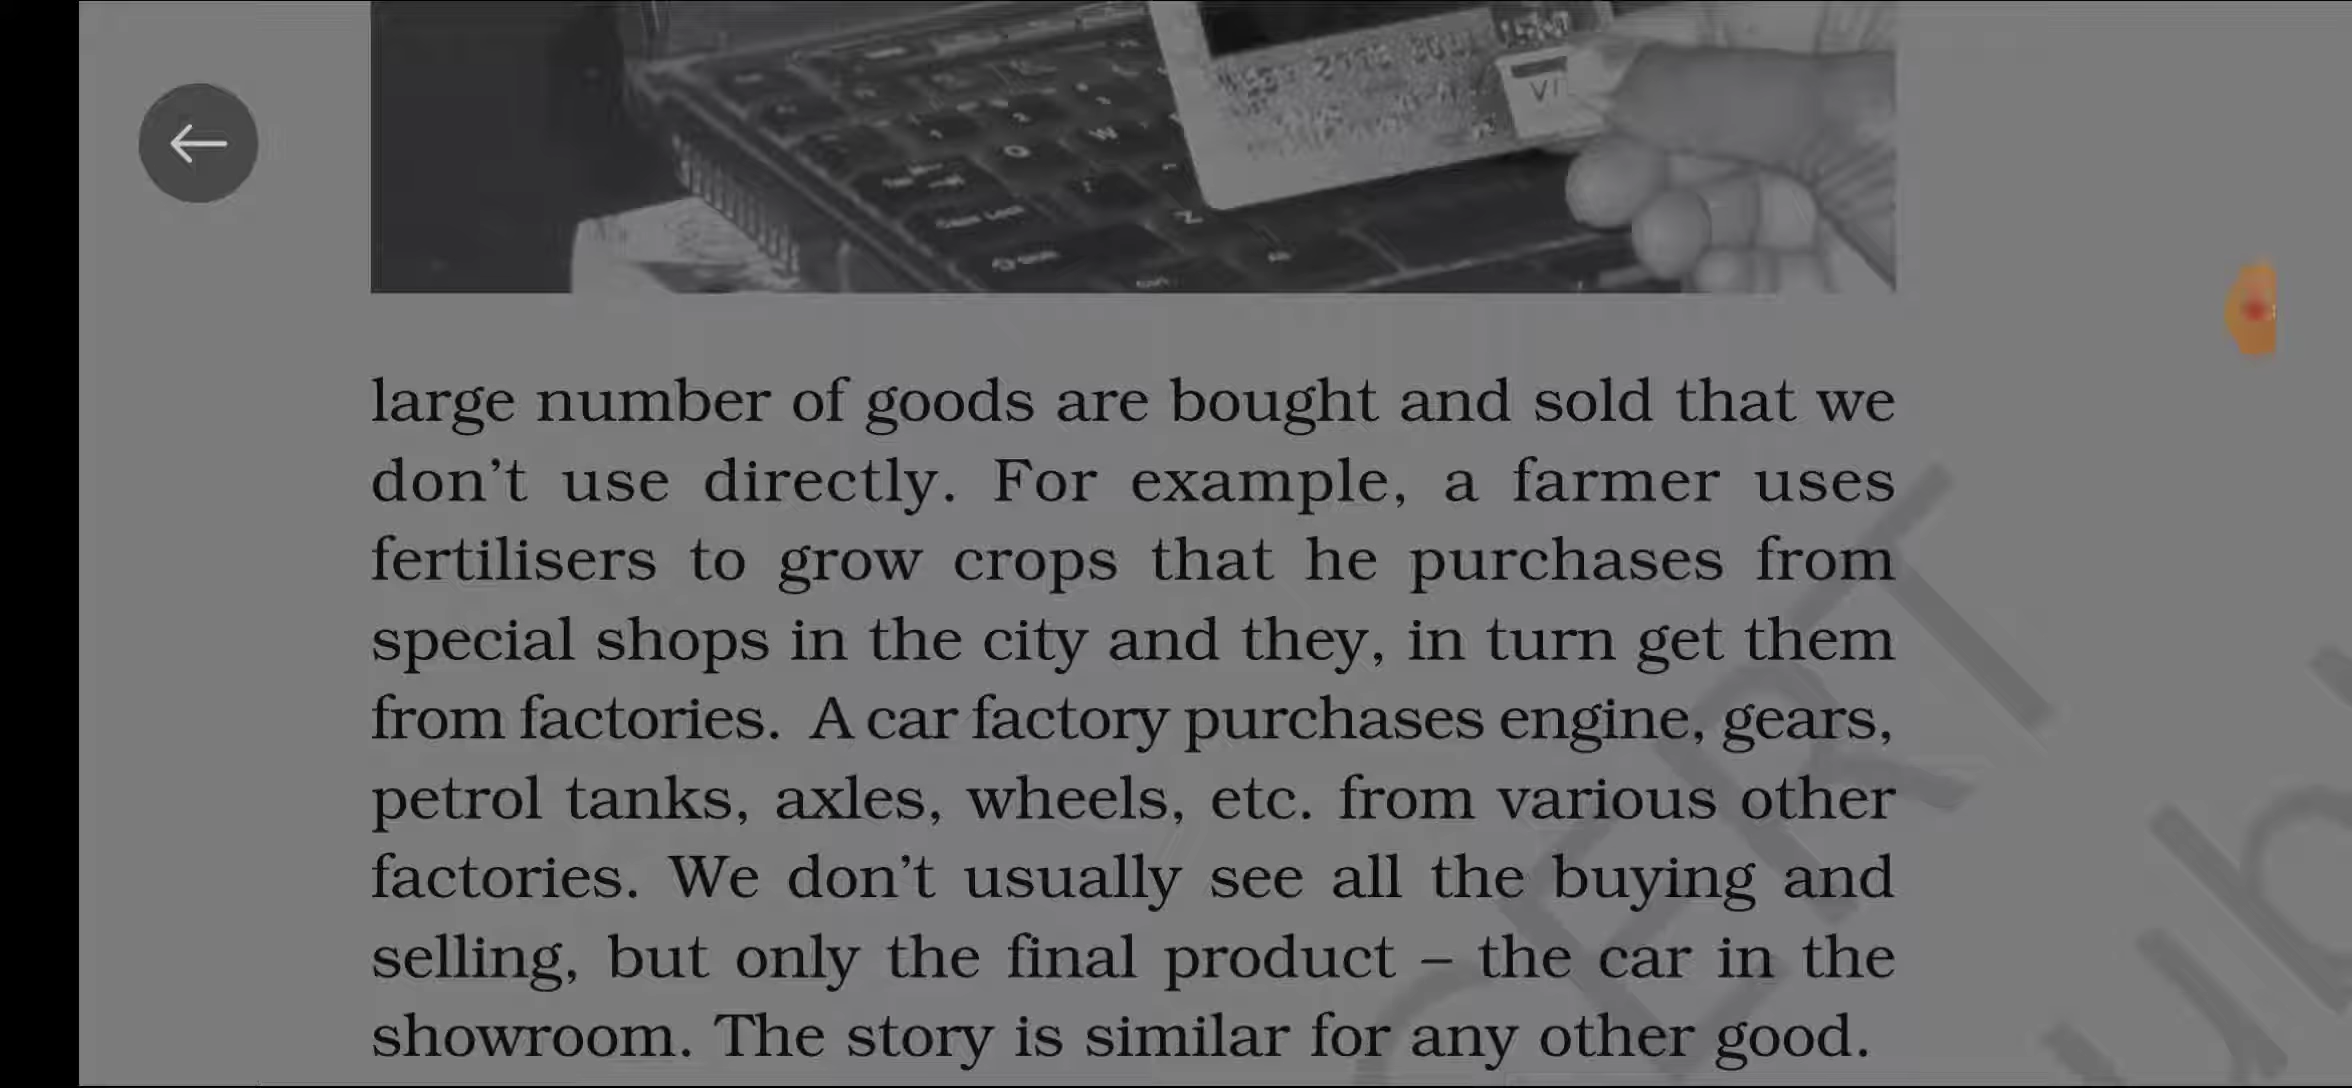 large number of goods are bought and sold that we
don't use directly. For example, a farmer uses
fertilisers to grow crops that he purchases from
special shops in the city and they, in turn get them
from factories. A car factory purchases engine, gears,
petrol tanks, axles, wheels, etc. from various other
factories. We don't usually see all the buying and
selling, but only the final product – the car in the
showroom. The story is similar for any other good.